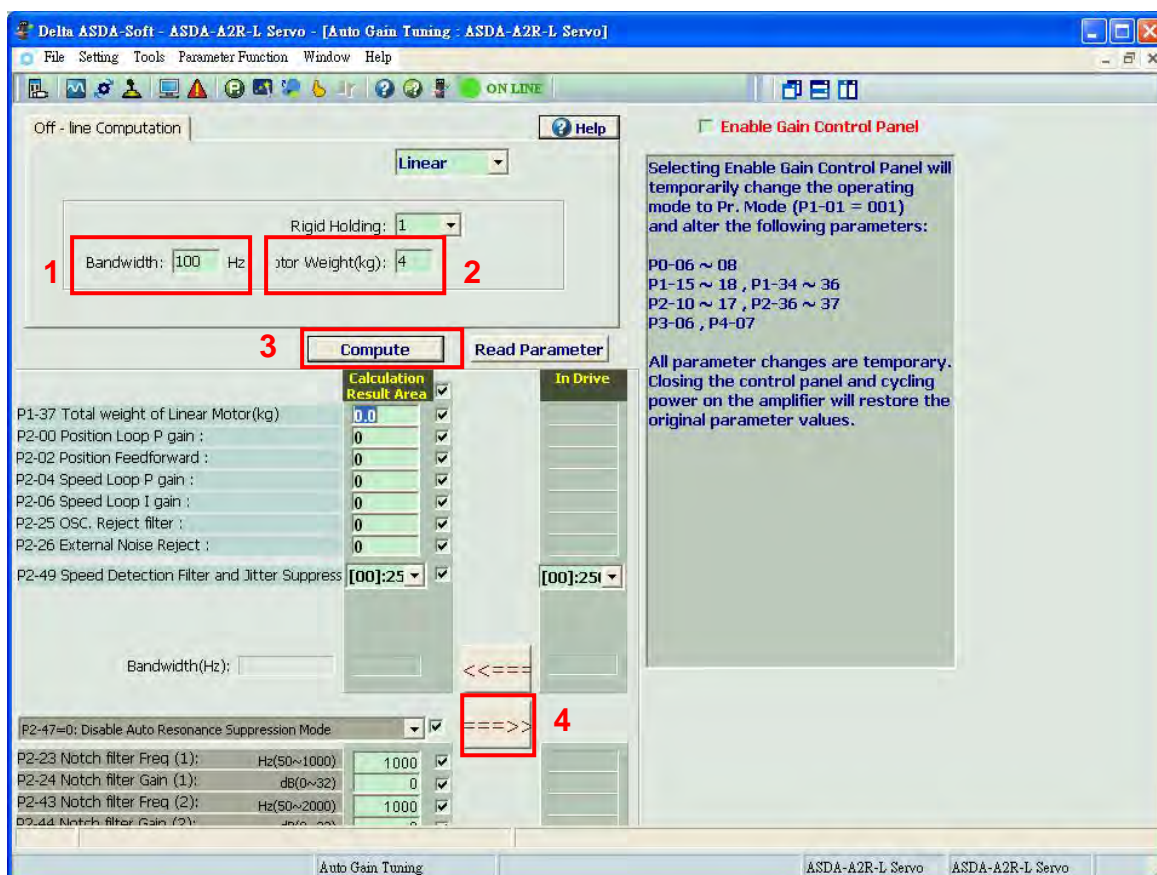 Delta ASDA-Soft - ASDA-A2R-L Servo - [Auto Gain Tuning : ASDA-A2R-L Servo]
File Setting Tools Parameter Function Window Help
ON LINE
Off - line Computation
Help
Enable Gain Control Panel
Linear
Rigid Holding: 1
1 Bandwidth: 100 Hz otor Weight(kg): 4 2
Selecting Enable Gain Control Panel will
temporarily change the operating
mode to Pr. Mode (P1-01 = 001)
and alter the following parameters:
P0-06 ~ 08
P1-15 ~ 18 , P1-34 ~ 36
P2-10 ~ 17 , P2-36 ~ 37
P3-06 , P4-07
All parameter changes are temporary.
Closing the control panel and cycling
power on the amplifier will restore the
original parameter values.
3 Compute Read Parameter
Calculation
Result Area
In Drive
P1-37 Total weight of Linear Motor(kg) 0.0
P2-00 Position Loop P gain : 0
P2-02 Position Feedforward : 0
P2-04 Speed Loop P gain : 0
P2-06 Speed Loop I gain : 0
P2-25 OSC. Reject filter : 0
P2-26 External Noise Reject : 0
P2-49 Speed Detection Filter and Jitter Suppress [00]:25 [00]:25(
Bandwidth(Hz):
<<===
===>> 4
P2-47=0: Disable Auto Resonance Suppression Mode
P2-23 Notch filter Freq (1): Hz(50~1000) 1000
P2-24 Notch filter Gain (1): dB(0~32) 0
P2-43 Notch filter Freq (2): Hz(50~2000) 1000
P2-44 Notch filter Gain (2):
Auto Gain Tuning ASDA-A2R-L Servo ASDA-A2R-L Servo